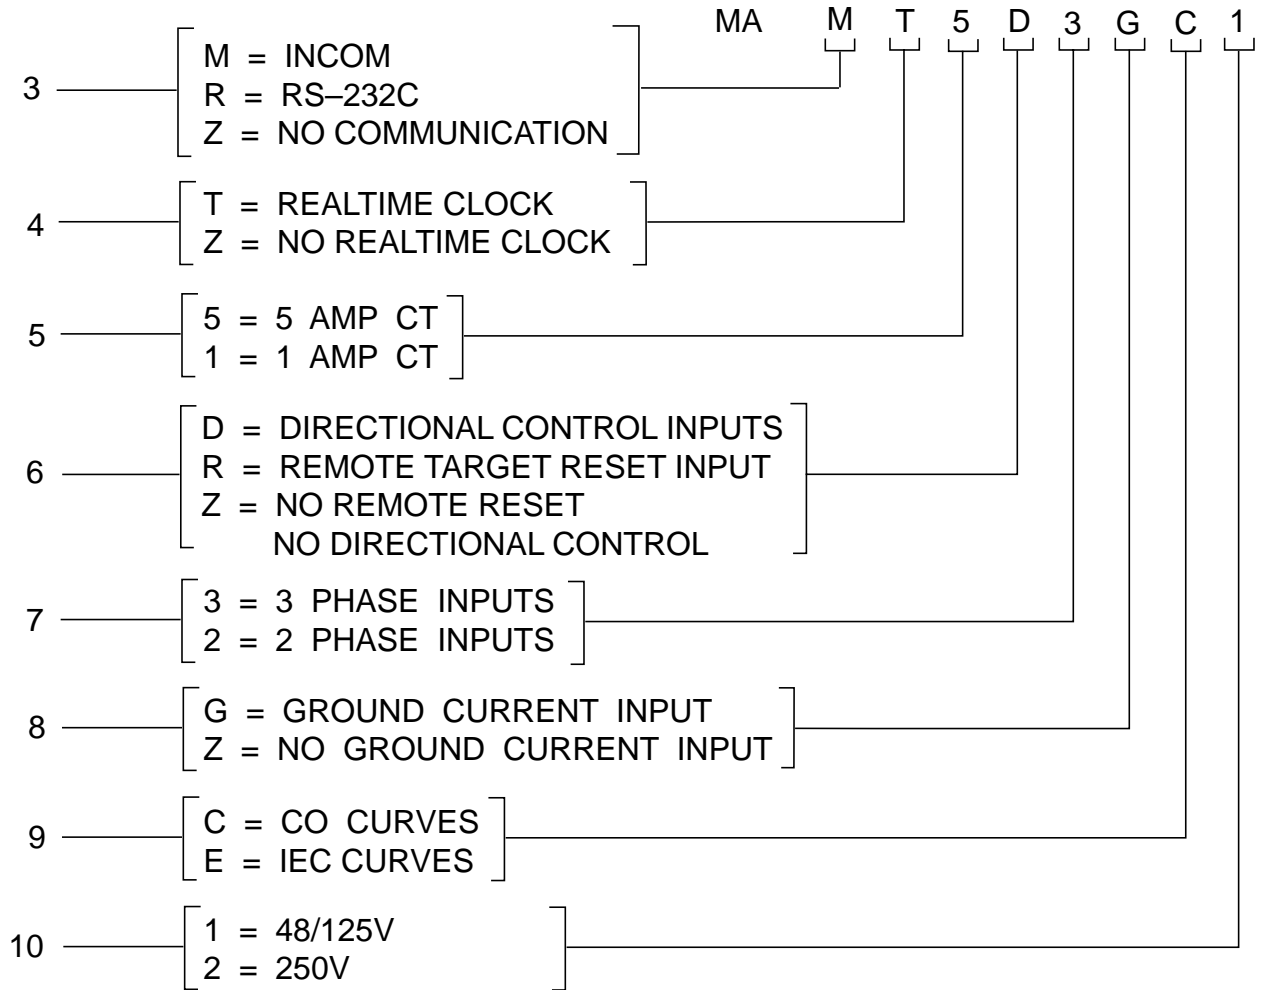 MA M T 5 D 3 G C 1
3
M = INCOM
R = RS–232C
Z = NO COMMUNICATION
4
T = REALTIME CLOCK
Z = NO REALTIME CLOCK
5
5 = 5 AMP CT
1 = 1 AMP CT
6
D = DIRECTIONAL CONTROL INPUTS
R = REMOTE TARGET RESET INPUT
Z = NO REMOTE RESET
NO DIRECTIONAL CONTROL
7
3 = 3 PHASE INPUTS
2 = 2 PHASE INPUTS
8
G = GROUND CURRENT INPUT
Z = NO GROUND CURRENT INPUT
9
C = CO CURVES
E = IEC CURVES
10
1 = 48/125V
2 = 250V